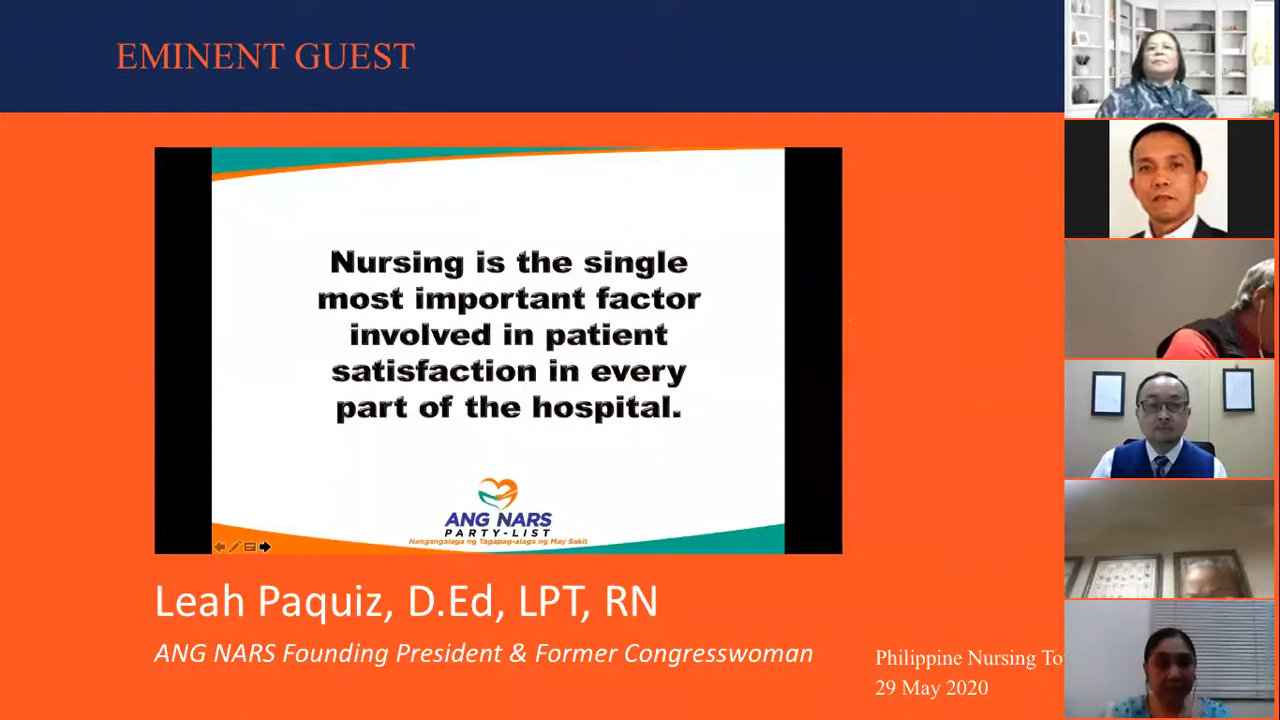 EMINENT GUEST
Nursing is the single
most important factor
involved in patient
satisfaction in every
part of the hospital.
ANG NARS
PARTY-LIST
Nangangalaga ng Tagapag-alaga ng May Sakit
Leah Paquiz, D.Ed, LPT, RN
ANG NARS Founding President & Former Congresswoman
Philippine Nursing
29 May 2020